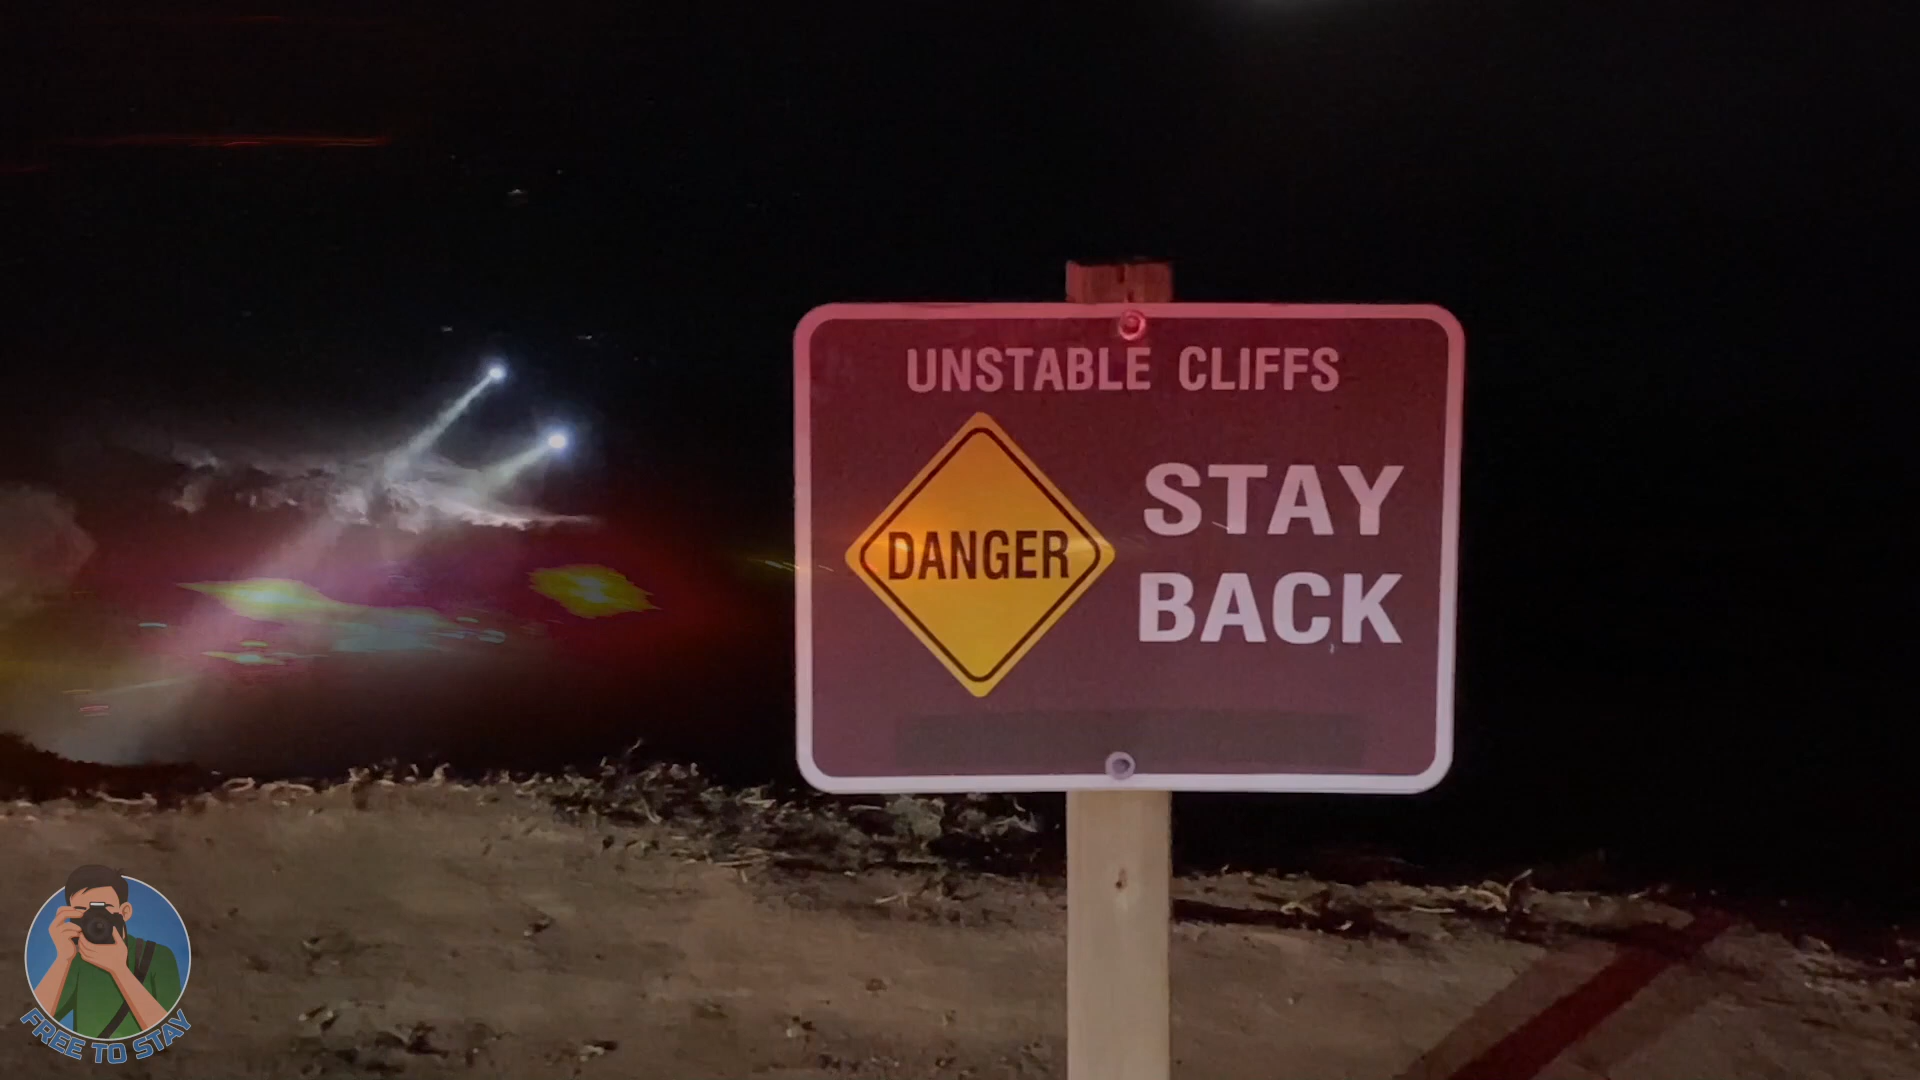 UNSTABLE CLIFFS
DANGER
STAY
BACK
FREE TO STAY